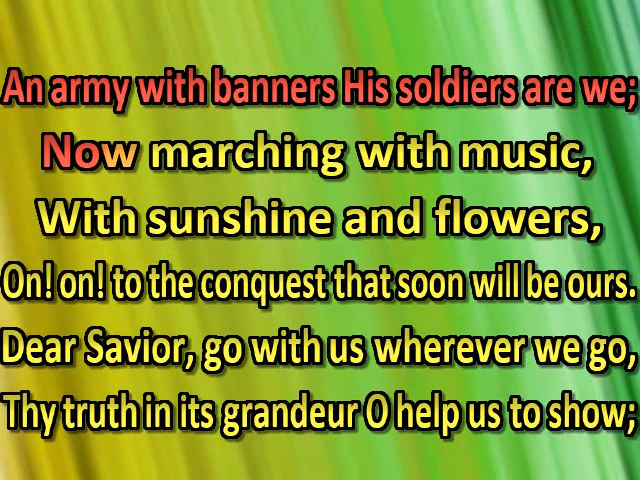 An army with banners His soldiers are we;
Now marching with music,
With sunshine and flowers,
On! on! to the conquest that soon will be ours.
Dear Savior, go with us wherever we go,
Thy truth in its grandeur O help us to show;